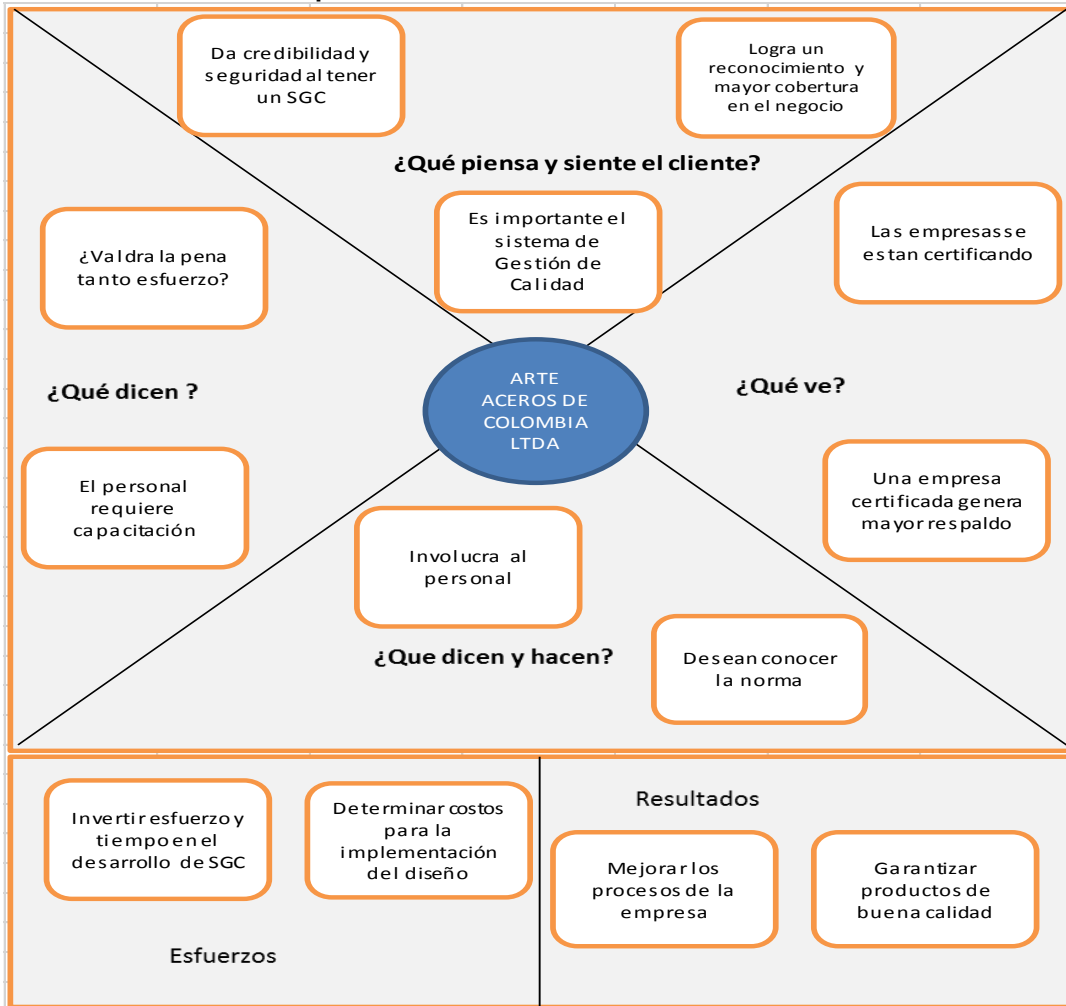 Da credibilidad y
seguridad al tener
un SGC
Logra un
reconocimiento y
mayor cobertura
en el negocio
¿Qué piensa y siente el cliente?
Es importante el
sistema de
Gestión de
Calidad
¿Valdra la pena
tanto esfuerzo?
Las empresas se
estan certificando
¿Qué dicen ?
ARTE
ACEROS DE
COLOMBIA
LTDA
¿Qué ve?
El personal
requiere
capacitación
Una empresa
certificada genera
mayor respaldo
Involucra al
personal
¿Que dicen y hacen?
Desean conocer
la norma
Invertir esfuerzo y
tiempo en el
desarrollo de SGC
Determinar costos
para la
implementación
del diseño
Esfuerzos
Resultados
Mejorar los
procesos de la
empresa
Garantizar
productos de
buena calidad